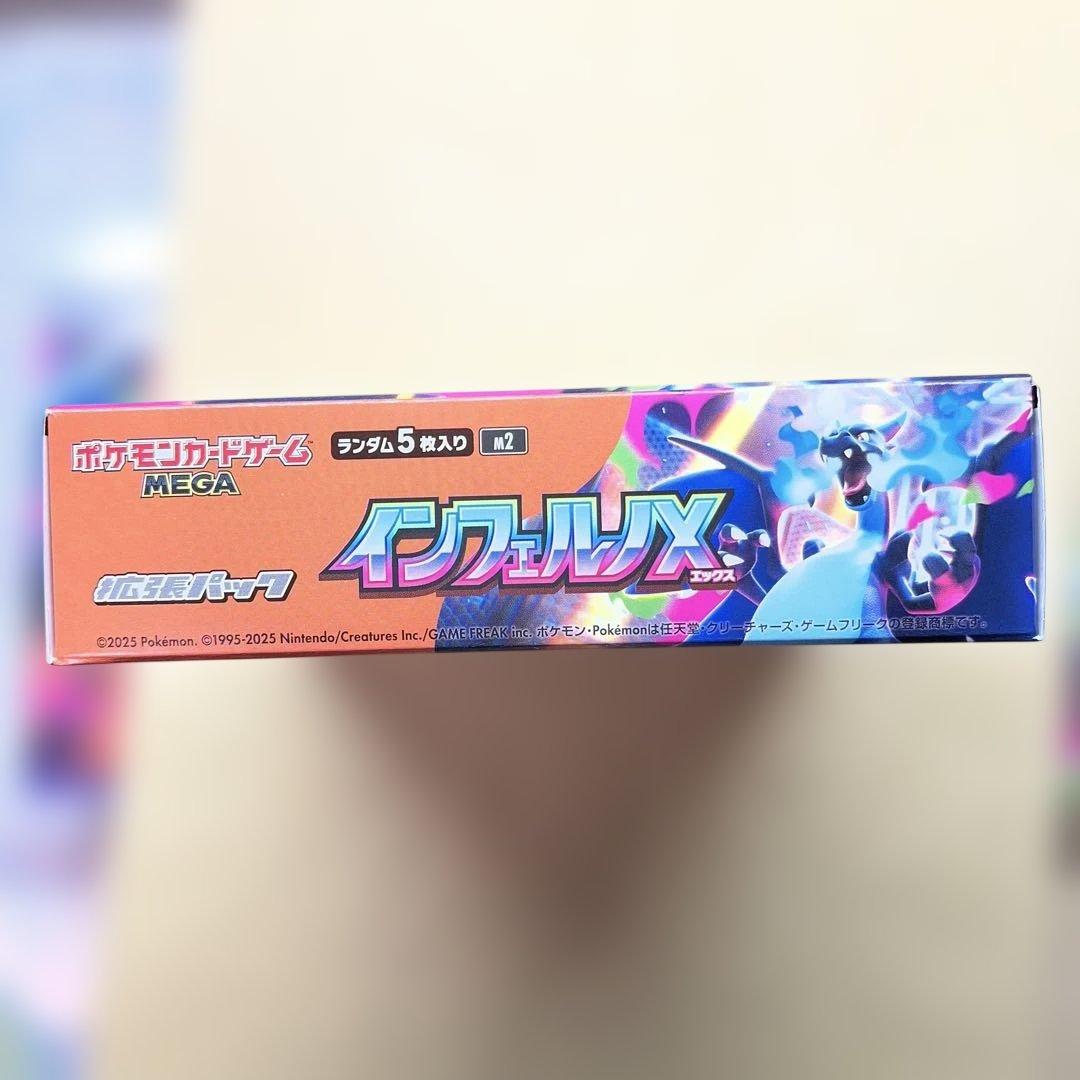 ポケモンカードゲーム™
MEGA
ランダム5枚入り M2
インフェルノX
エックス
拡張パック
©2025 Pokémon. ©1995-2025 Nintendo/Creatures Inc./GAME FREAK inc. ポケモン・Pokémonは任天堂・クリーチャーズ・ゲームフリークの登録商標です。